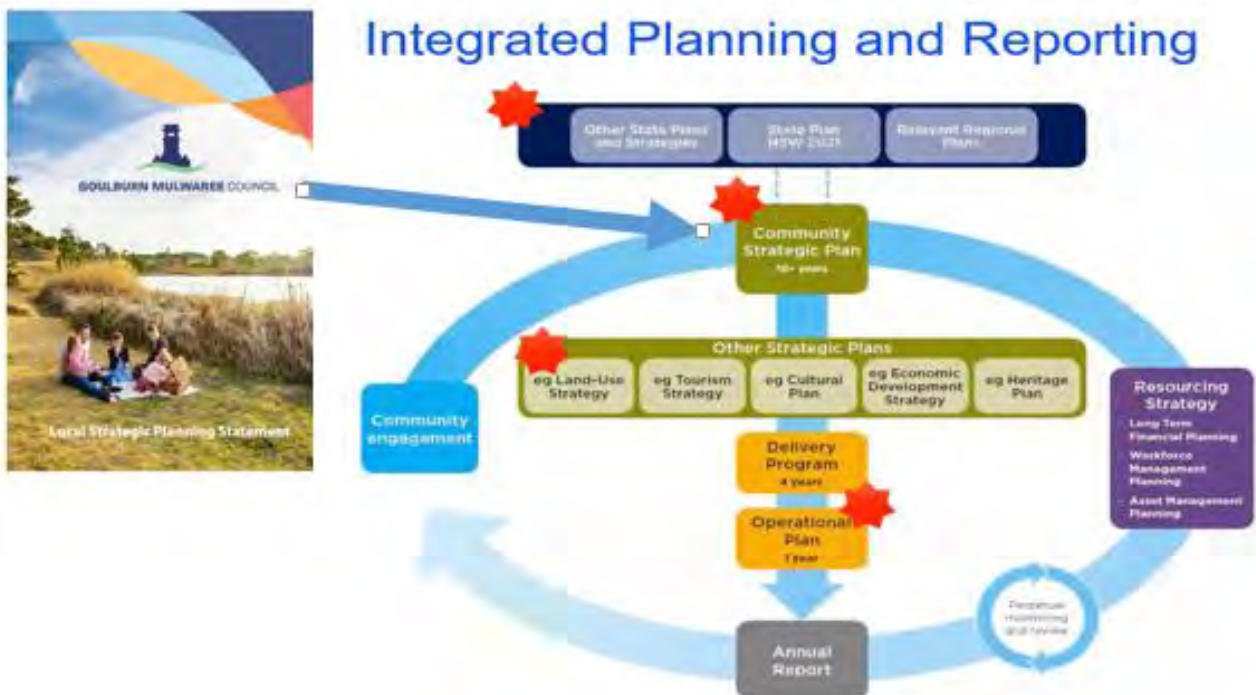 Integrated Planning and Reporting
GOULBURN MULWAREE COUNCIL
Local Strategic Planning Statement
Other State Plans
and Strategies
State Plan
NSW 2021
Relevant Regional
Plans
Community
Strategic Plan
10+ years
Other Strategic Plans
eg Land-Use
Strategy
eg Tourism
Strategy
eg Cultural
Plan
eg Economic
Development
Strategy
eg Heritage
Plan
Community
engagement
Delivery
Program
4 years
Operational
Plan
1 year
Resourcing
Strategy
- Long Term
Financial Planning
- Workforce
Management
Planning
- Asset Management
Planning
Perpetual
monitoring
and review
Annual
Report